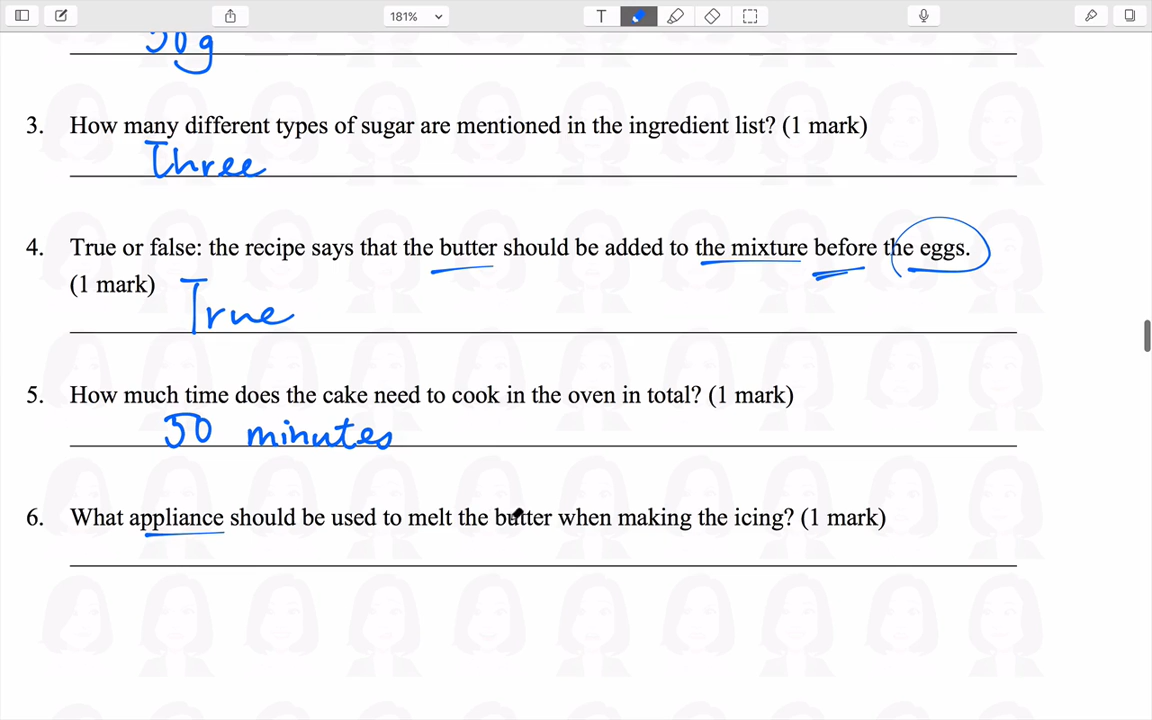 181%
T
50g
3. How many different types of sugar are mentioned in the ingredient list? (1 mark)
Three
4. True or false: the recipe says that the butter should be added to the mixture before the eggs.
(1 mark)
True
5. How much time does the cake need to cook in the oven in total? (1 mark)
50 minutes
6. What appliance should be used to melt the butter when making the icing? (1 mark)